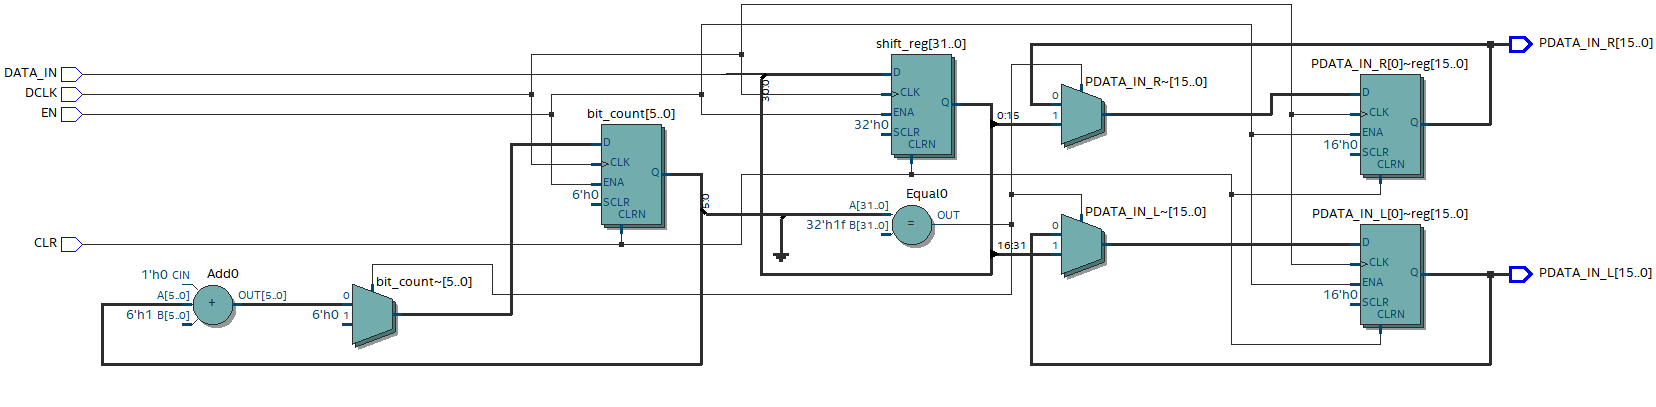 DATA_IN
DCLK
EN
CLR
1'h0 CIN
Add0
A[5..0]
OUT[5..0]
6'h1 B[5..0]
+
bit_count~[5..0]
0
6'h0 1
bit_count[5..0]
D
CLK
ENA
6'h0
SCLR
CLRN
Q
5:0
30:0
shift_reg[31..0]
D
CLK
ENA
32'h0
SCLR
CLRN
Q
Equal0
A[31..0]
32'h1f B[31..0]
=
OUT
0:15
16:31
PDATA_IN_R~[15..0]
0
1
PDATA_IN_L~[15..0]
0
1
PDATA_IN_R[0]~reg[15..0]
D
CLK
ENA
16'h0
SCLR
CLRN
Q
PDATA_IN_L[0]~reg[15..0]
D
CLK
ENA
16'h0
SCLR
CLRN
Q
PDATA_IN_R[15..0]
PDATA_IN_L[15..0]